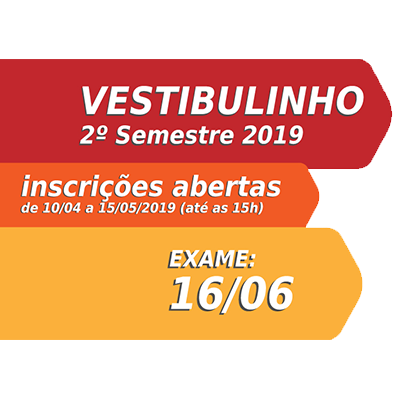 VESTIBULINHO
2º Semestre 2019
inscrições abertas
de 10/04 a 15/05/2019 (até as 15h)
EXAME:
16/06